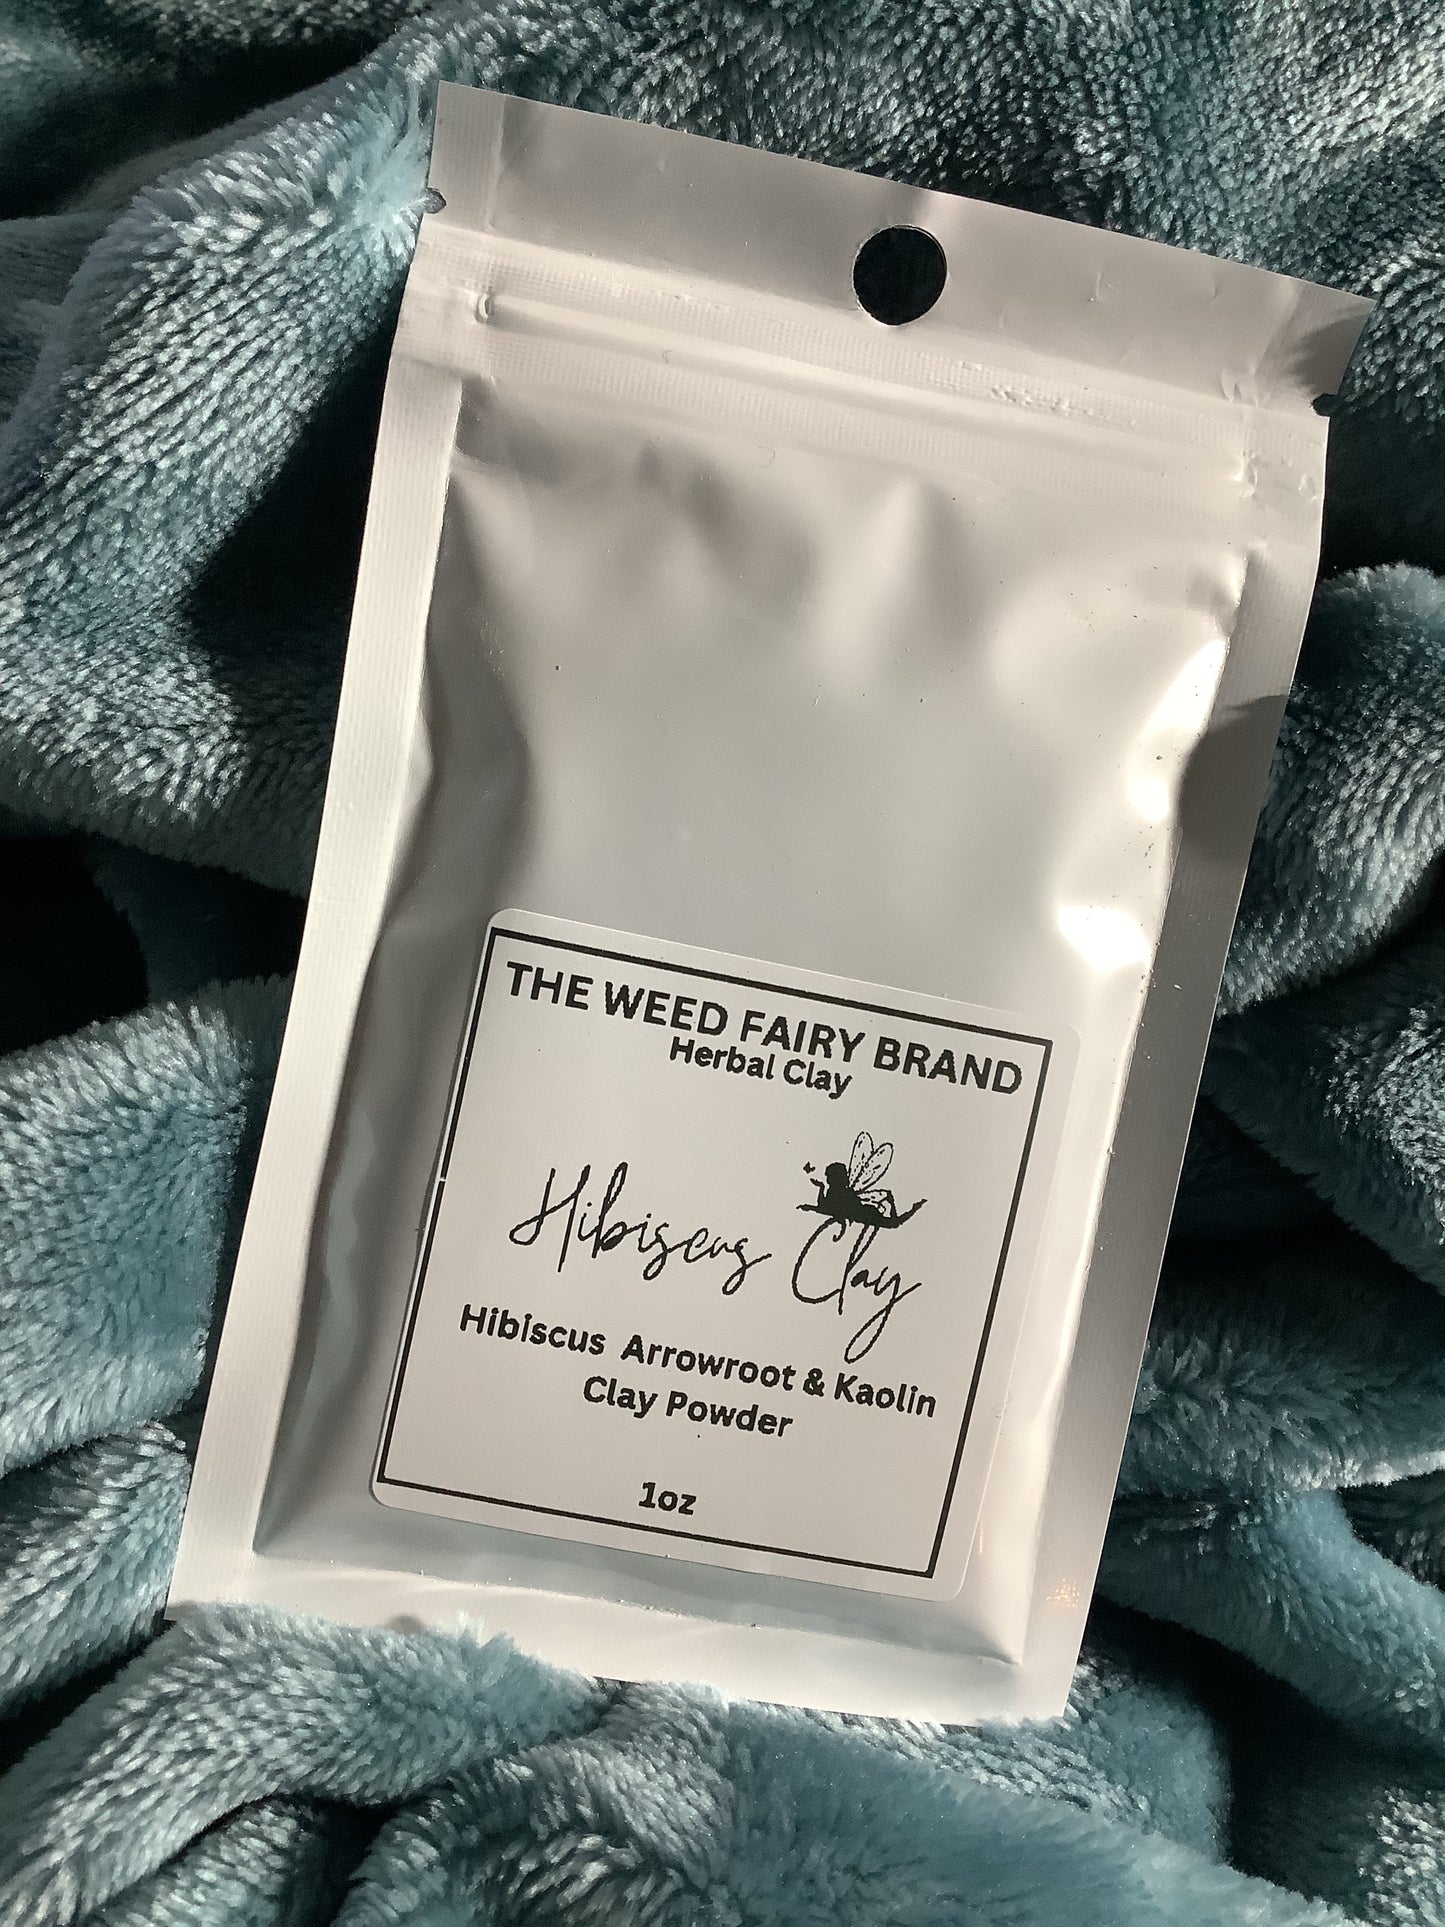 THE WEED FAIRY BRAND
Herbal Clay
Hibiscus Clay
Hibiscus Arrowroot & Kaolin
Clay Powder
1oz